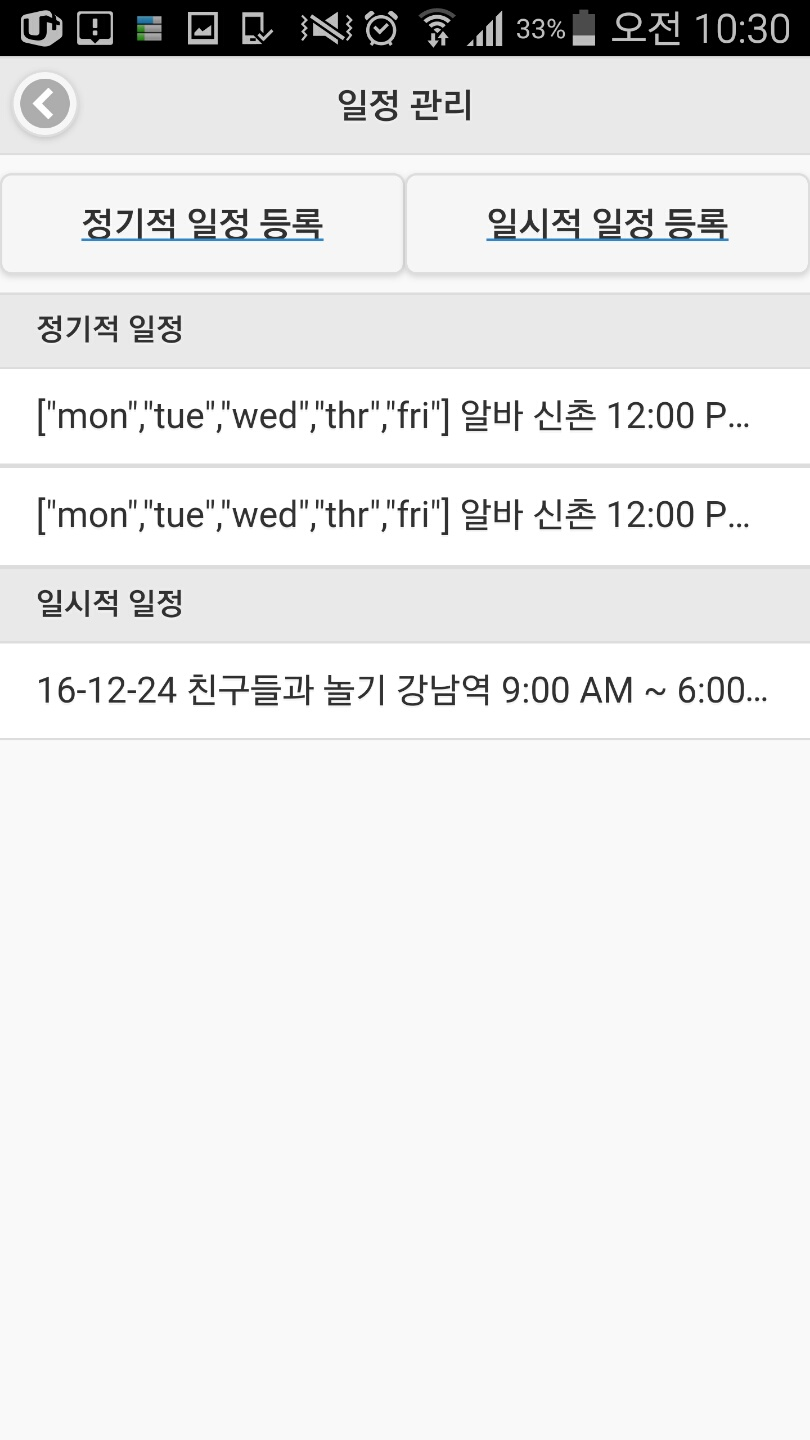 33% 오전 10:30
일정 관리
정기적 일정 등록 일시적 일정 등록
정기적 일정
["mon","tue","wed","thr","fri"] 알바 신촌 12:00 P...
["mon","tue","wed","thr","fri"] 알바 신촌 12:00 P...
일시적 일정
16-12-24 친구들과 놀기 강남역 9:00 AM ~ 6:00...